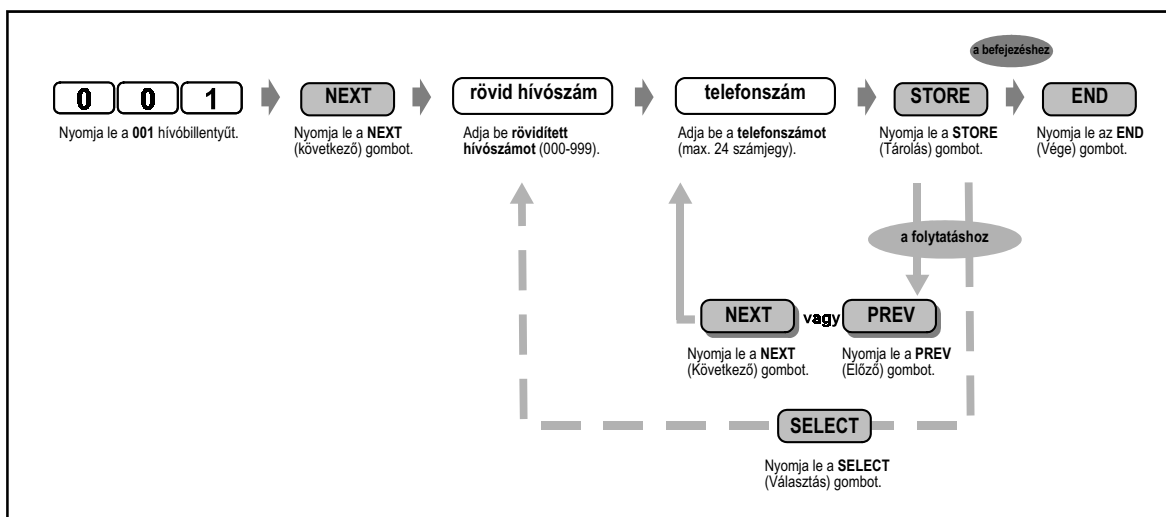 a befejezéshez
0 0 1
NEXT
rövid hívószám
telefonszám
STORE
END
Nyomja le a 001 hívóbillentyűt.
Nyomja le a NEXT
(következő) gombot.
Adja be rövidített
hívószámot (000-999).
Adja be a telefonszámot
(max. 24 számjegy).
Nyomja le a STORE
(Tárolás) gombot.
Nyomja le az END
(Vége) gombot.
a folytatáshoz
NEXT vagy PREV
Nyomja le a NEXT
(Következő) gombot.
Nyomja le a PREV
(Előző) gombot.
SELECT
Nyomja le a SELECT
(Választás) gombot.